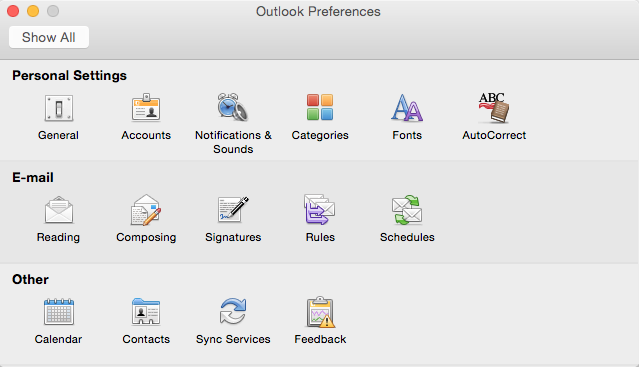 Outlook Preferences
Show All
Personal Settings
General
Accounts
Notifications &
Sounds
Categories
Fonts
ABC
AutoCorrect
E-mail
Reading
Composing
Signatures
Rules
Schedules
Other
Calendar
Contacts
Sync Services
Feedback